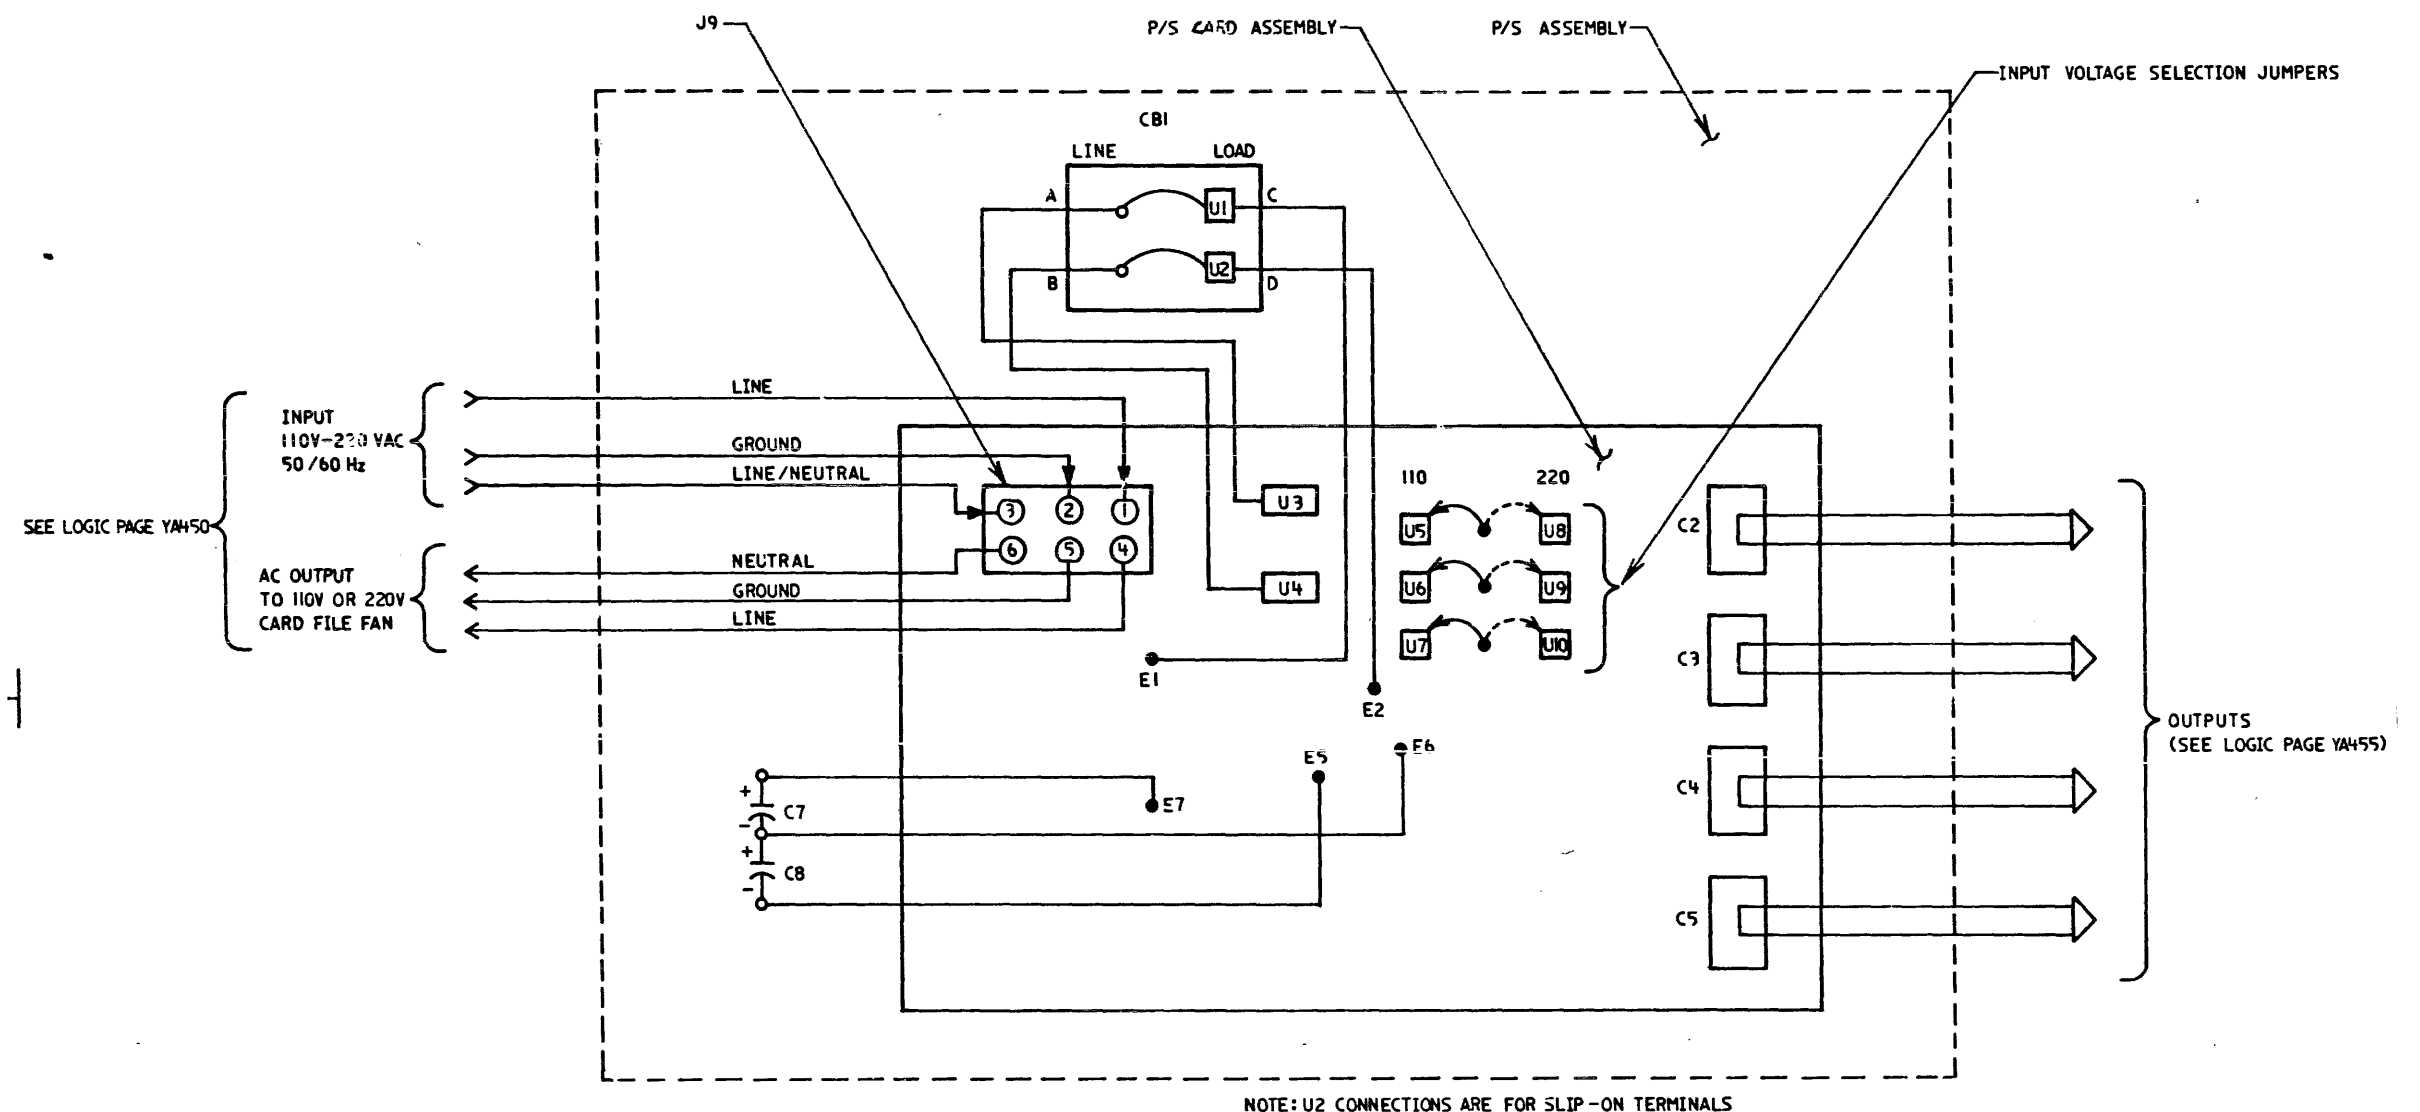 J9
P/S CARD ASSEMBLY
P/S ASSEMBLY
INPUT VOLTAGE SELECTION JUMPERS
CB1
LINE
LOAD
A
U1
C
B
U2
D
LINE
INPUT
110V-220 VAC
50/60 Hz
GROUND
LINE/NEUTRAL
3
2
1
6
5
4
SEE LOGIC PAGE YA450
AC OUTPUT
TO 110V OR 220V
CARD FILE FAN
NEUTRAL
GROUND
LINE
U3
U4
110
220
U5
U8
U6
U9
U7
U10
E1
E2
E5
E6
E7
+
C7
-
+
C8
-
C2
C3
C4
C5
OUTPUTS
(SEE LOGIC PAGE YA455)
NOTE: U2 CONNECTIONS ARE FOR SLIP-ON TERMINALS